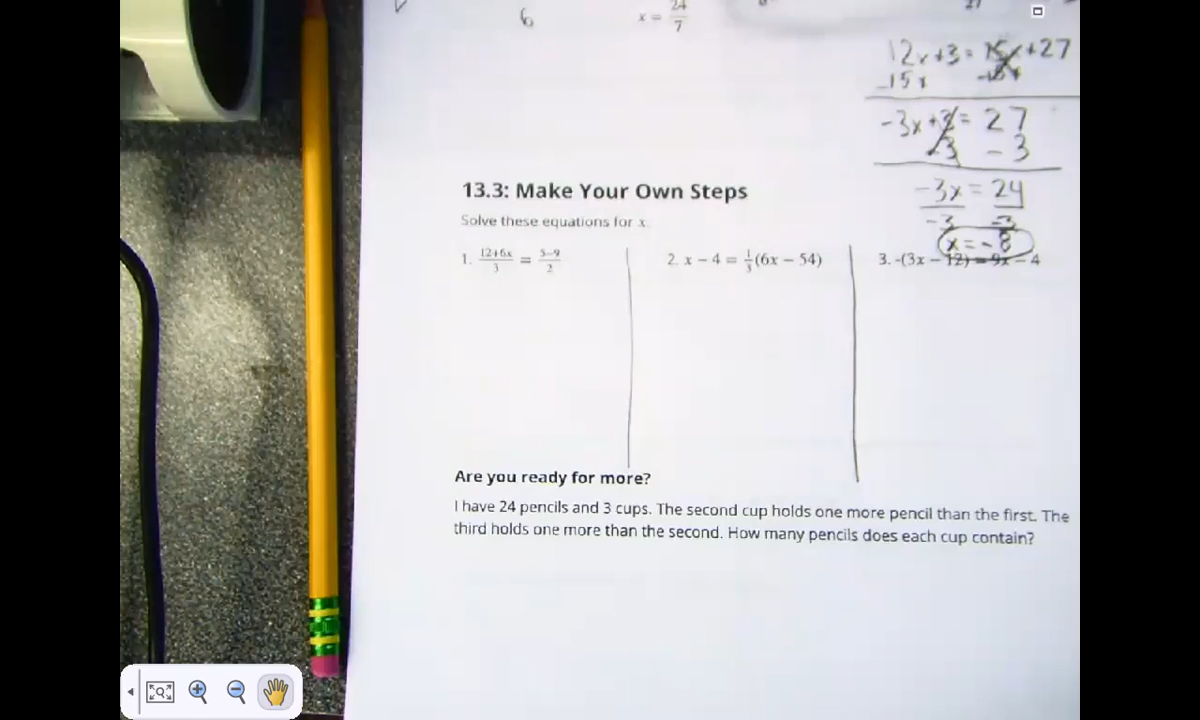 6
x = 24/7
12x+3 = 15x+27
-15x -15x
-3x+3 = 27
-3 -3
-3x = 24
-3 -3
x = -8
13.3: Make Your Own Steps
Solve these equations for x.
1. 12+6x/3 = 5-9/2
2. x − 4 = 1/3(6x − 54)
3. -(3x − 12) = 9x − 4
Are you ready for more?
I have 24 pencils and 3 cups. The second cup holds one more pencil than the first. The
third holds one more than the second. How many pencils does each cup contain?